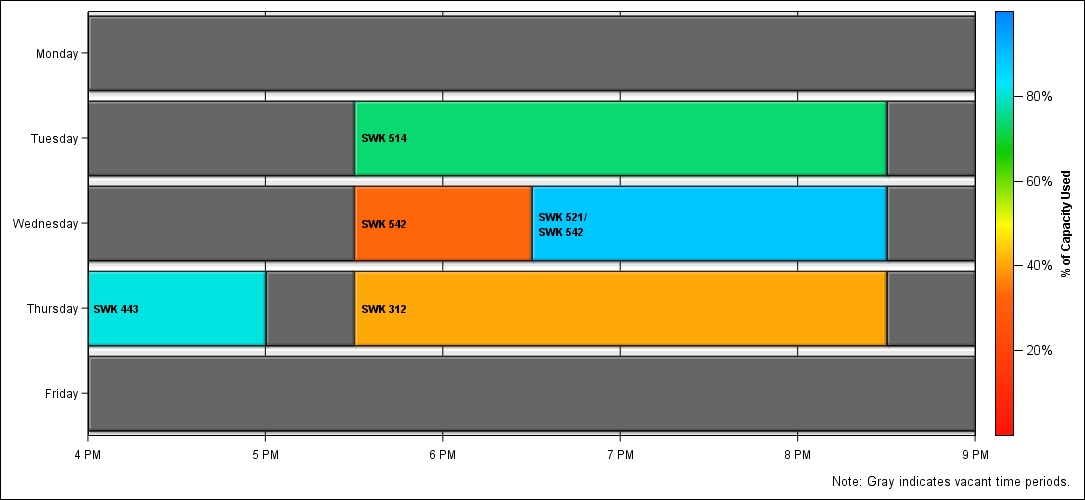 Monday
Tuesday
Wednesday
Thursday
Friday
SWK 514
SWK 542
SWK 521/
SWK 542
SWK 443
SWK 312
4 PM
5 PM
6 PM
7 PM
8 PM
9 PM
80%
60%
40%
20%
% of Capacity Used
Note: Gray indicates vacant time periods.